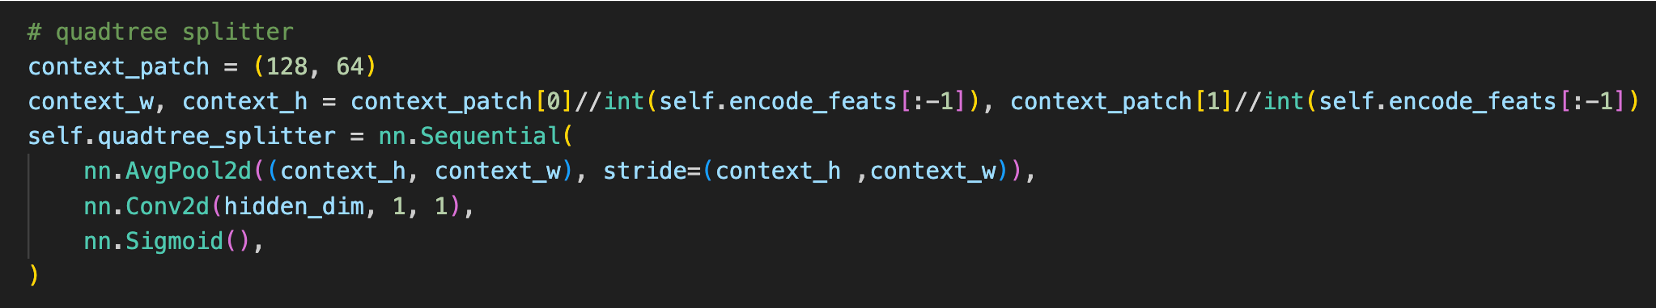 # quadtree splitter
context_patch = (128, 64)
context_w, context_h = context_patch[0]//int(self.encode_feats[:-1]), context_patch[1]//int(self.encode_feats[:-1])
self.quadtree_splitter = nn.Sequential(
    nn.AvgPool2d((context_h, context_w), stride=(context_h ,context_w)),
    nn.Conv2d(hidden_dim, 1, 1),
    nn.Sigmoid(),
)